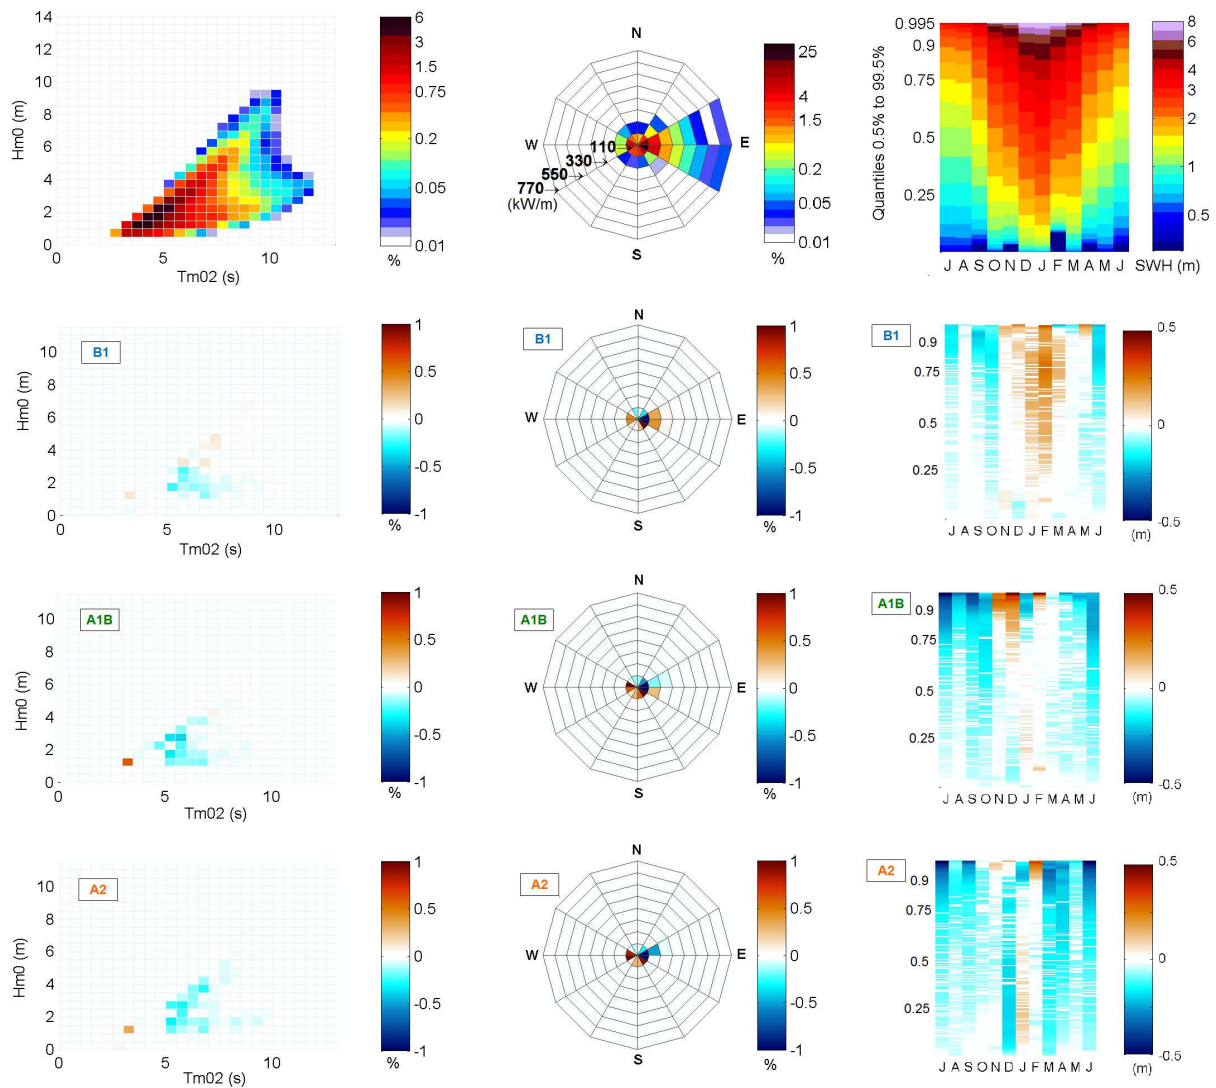 14
12
10
8
6
4
2
0
Hm0 (m)
0 5 10
Tm02 (s)
6
3
1.5
0.75
0.2
0.05
0.01
%
N
W
E
S
110
330
550
770
(kW/m)
25
4
1.5
0.2
0.05
0.01
%
0.995
0.9
0.75
0.5
0.25
Quantiles 0.5% to 99.5%
J A S O N D J F M A M J
SWH (m)
8
6
4
2
1
0.5
B1
10
8
6
4
2
0
Hm0 (m)
0 5 10
Tm02 (s)
1
0.5
0
-0.5
-1
%
B1
N
W
E
S
1
0.5
0
-0.5
-1
%
B1
0.9
0.75
0.5
0.25
J A S O N D J F M A M J
0.5
0
-0.5
(m)
A1B
10
8
6
4
2
0
Hm0 (m)
0 5 10
Tm02 (s)
1
0.5
0
-0.5
-1
%
A1B
N
W
E
S
1
0.5
0
-0.5
-1
%
A1B
0.9
0.75
0.5
0.25
J A S O N D J F M A M J
0.5
0
-0.5
(m)
A2
10
8
6
4
2
0
Hm0 (m)
0 5 10
Tm02 (s)
1
0.5
0
-0.5
-1
%
A2
N
W
E
S
1
0.5
0
-0.5
-1
%
A2
0.9
0.75
0.5
0.25
J A S O N D J F M A M J
0.5
0
-0.5
(m)